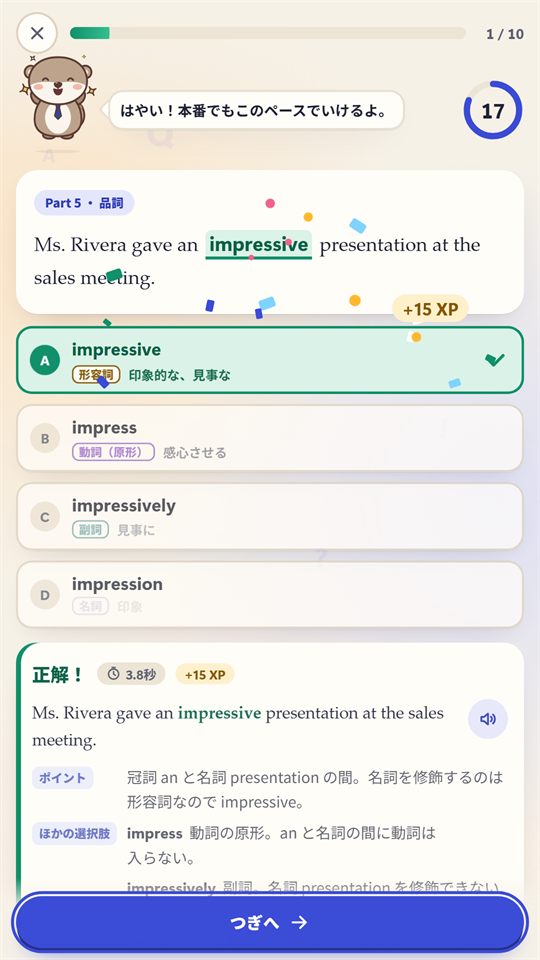 1 / 10
はやい！本番でもこのペースでいけるよ。
17
Part 5 · 品詞
Ms. Rivera gave an impressive presentation at the
sales meeting.
+15 XP
A
impressive
形容詞 印象的な、見事な
B
impress
動詞（原形） 感心させる
C
impressively
副詞 見事に
D
impression
名詞 印象
正解！ 3.8秒 +15 XP
Ms. Rivera gave an impressive presentation at the sales
meeting.
ポイント 冠詞 an と名詞 presentation の間。名詞を修飾するのは
形容詞なので impressive。
ほかの選択肢 impress 動詞の原形。an と名詞の間に動詞は
入らない。
impressively 副詞。名詞 presentation を修飾できない
つぎへ →